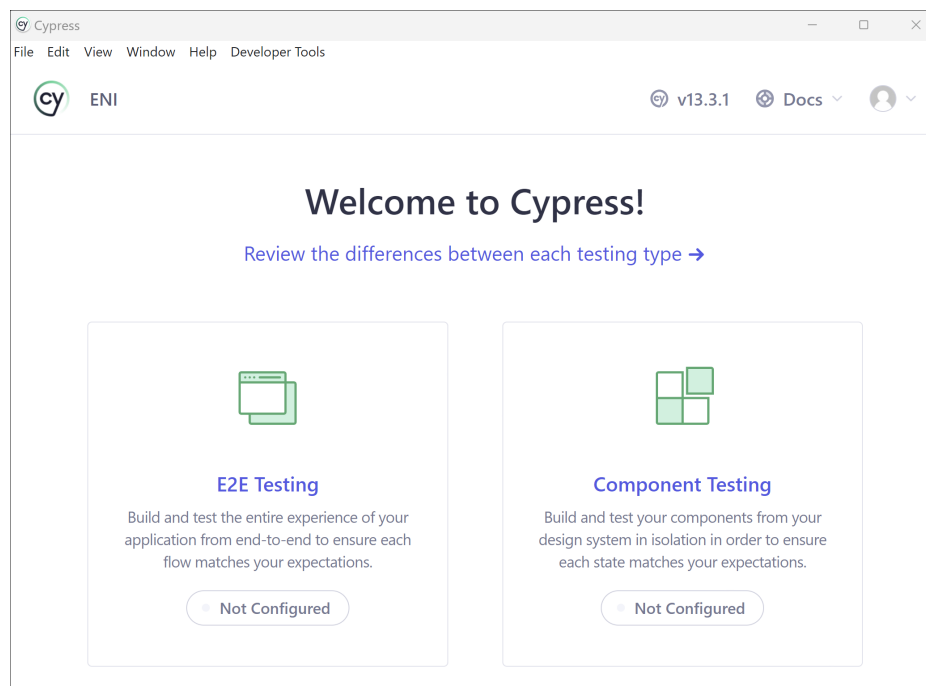 cy Cypress
File Edit View Window Help Developer Tools
cy ENI cy v13.3.1 Docs
Welcome to Cypress!
Review the differences between each testing type →
E2E Testing
Build and test the entire experience of your
application from end-to-end to ensure each
flow matches your expectations.
Not Configured
Component Testing
Build and test your components from your
design system in isolation in order to ensure
each state matches your expectations.
Not Configured